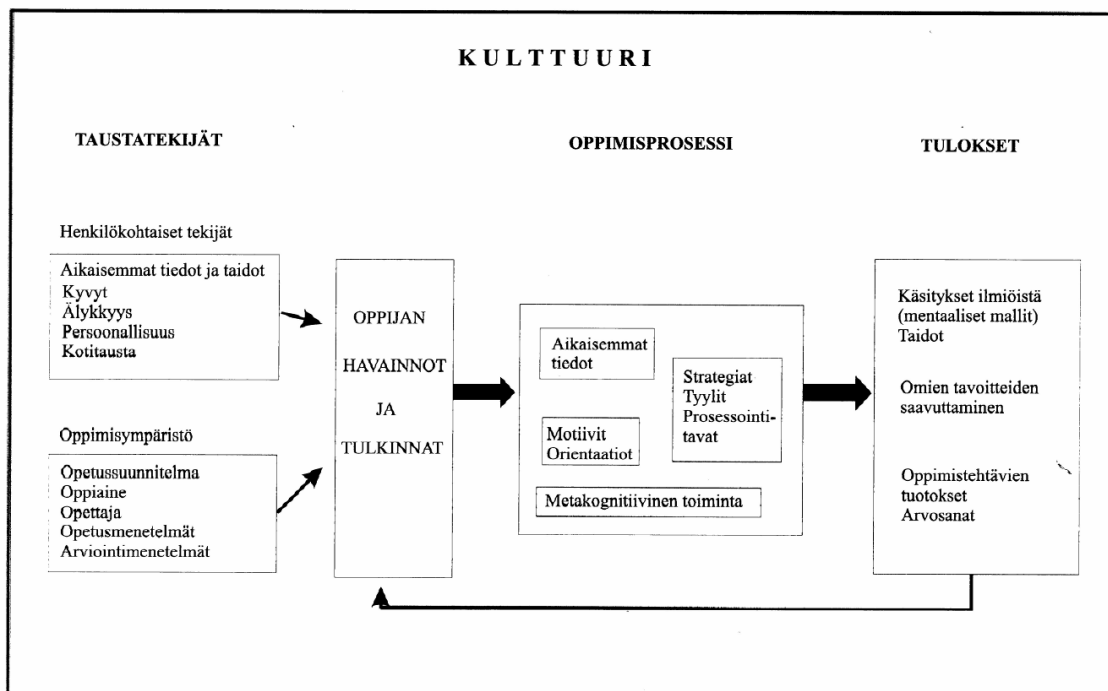 KULTTUURI
TAUSTATEKIJÄT
OPPIMISPROSESSI
TULOKSET
Henkilökohtaiset tekijät
Aikaisemmat tiedot ja taidot
Kyvyt
Älykkyys
Persoonallisuus
Kotitausta
Oppimisympäristö
Opetussuunnitelma
Oppiaine
Opettaja
Opetusmenetelmät
Arviointimenetelmät
OPPIJAN
HAVAINNOT
JA
TULKINNAT
Aikaisemmat
tiedot
Motiivit
Orientaatiot
Strategiat
Tyylit
Prosessointi-
tavat
Metakognitiivinen toiminta
Käsitykset ilmiöistä
(mentaaliset mallit)
Taidot
Omien tavoitteiden
saavuttaminen
Oppimistehtävien
tuotokset
Arvosanat